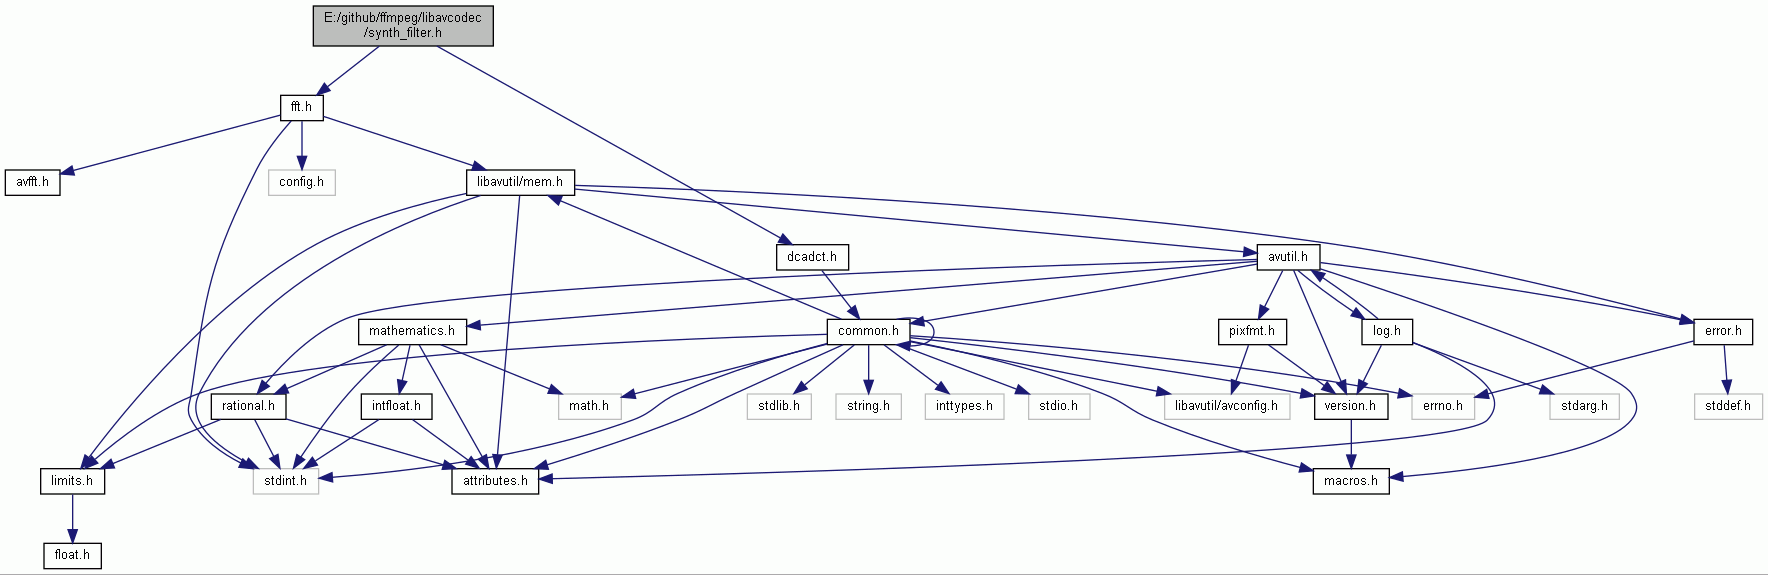 E:/github/ffmpeg/libavcodec
/synth_filter.h
fft.h
avfft.h
config.h
libavutil/mem.h
dcadct.h
avutil.h
mathematics.h
common.h
pixfmt.h
log.h
error.h
rational.h
intfloat.h
math.h
stdlib.h
string.h
inttypes.h
stdio.h
libavutil/avconfig.h
version.h
errno.h
stdarg.h
stddef.h
limits.h
stdint.h
attributes.h
macros.h
float.h